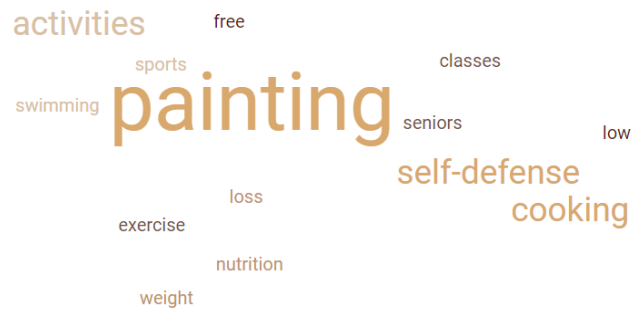 activities
free
sports
classes
swimming
painting
seniors
low
self-defense
loss
cooking
exercise
nutrition
weight